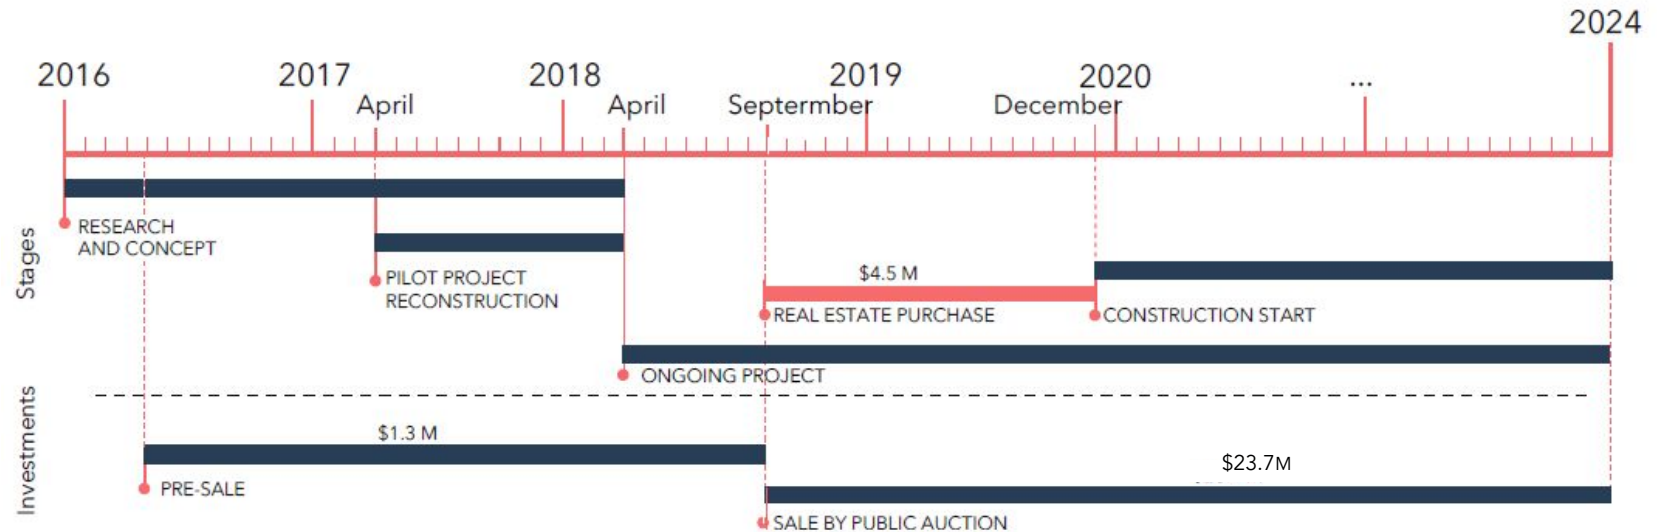 2024
2016
2017
2018
2019
2020
...
April
April
Septermber
December
Stages
RESEARCH
AND CONCEPT
PILOT PROJECT
RECONSTRUCTION
$4.5 M
REAL ESTATE PURCHASE
CONSTRUCTION START
ONGOING PROJECT
Investments
$1.3 M
PRE-SALE
$23.7M
SALE BY PUBLIC AUCTION